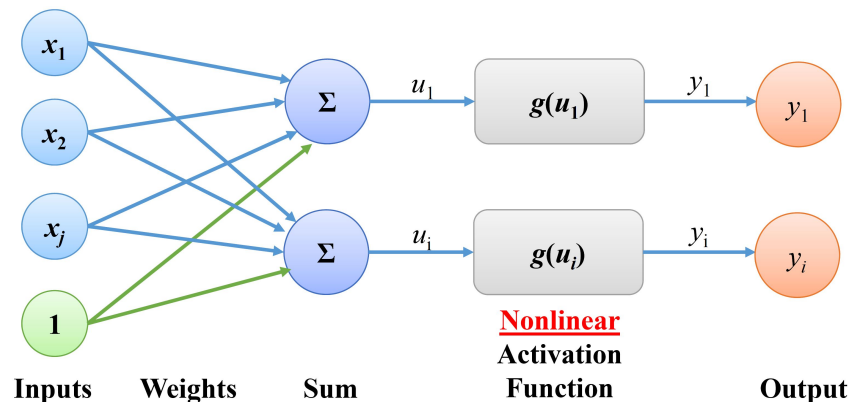 x₁
x₂
xⱼ
1
Σ
Σ
u₁
uᵢ
g(u₁)
g(uᵢ)
y₁
yᵢ
y₁
yᵢ
Nonlinear
Activation
Function
Inputs
Weights
Sum
Output